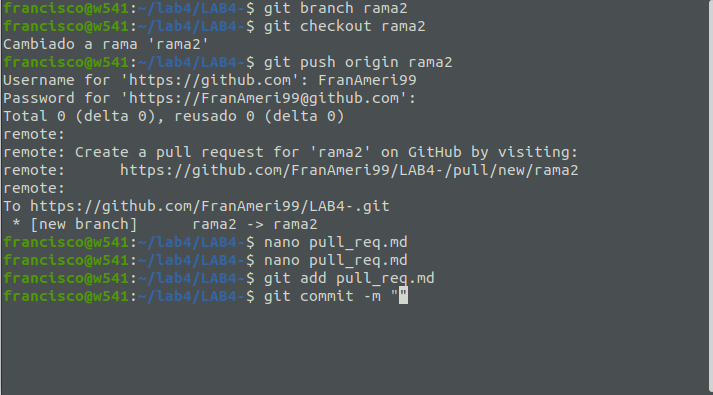 francisco@w541:~/lab4/LAB4-$ git branch rama2
francisco@w541:~/lab4/LAB4-$ git checkout rama2
Cambiado a rama 'rama2'
francisco@w541:~/lab4/LAB4-$ git push origin rama2
Username for 'https://github.com': FranAmeri99
Password for 'https://FranAmeri99@github.com':
Total 0 (delta 0), reusado 0 (delta 0)
remote:
remote: Create a pull request for 'rama2' on GitHub by visiting:
remote:      https://github.com/FranAmeri99/LAB4-/pull/new/rama2
remote:
To https://github.com/FranAmeri99/LAB4-.git
 * [new branch]      rama2 -> rama2
francisco@w541:~/lab4/LAB4-$ nano pull_req.md
francisco@w541:~/lab4/LAB4-$ nano pull_req.md
francisco@w541:~/lab4/LAB4-$ git add pull_req.md
francisco@w541:~/lab4/LAB4-$ git commit -m ""